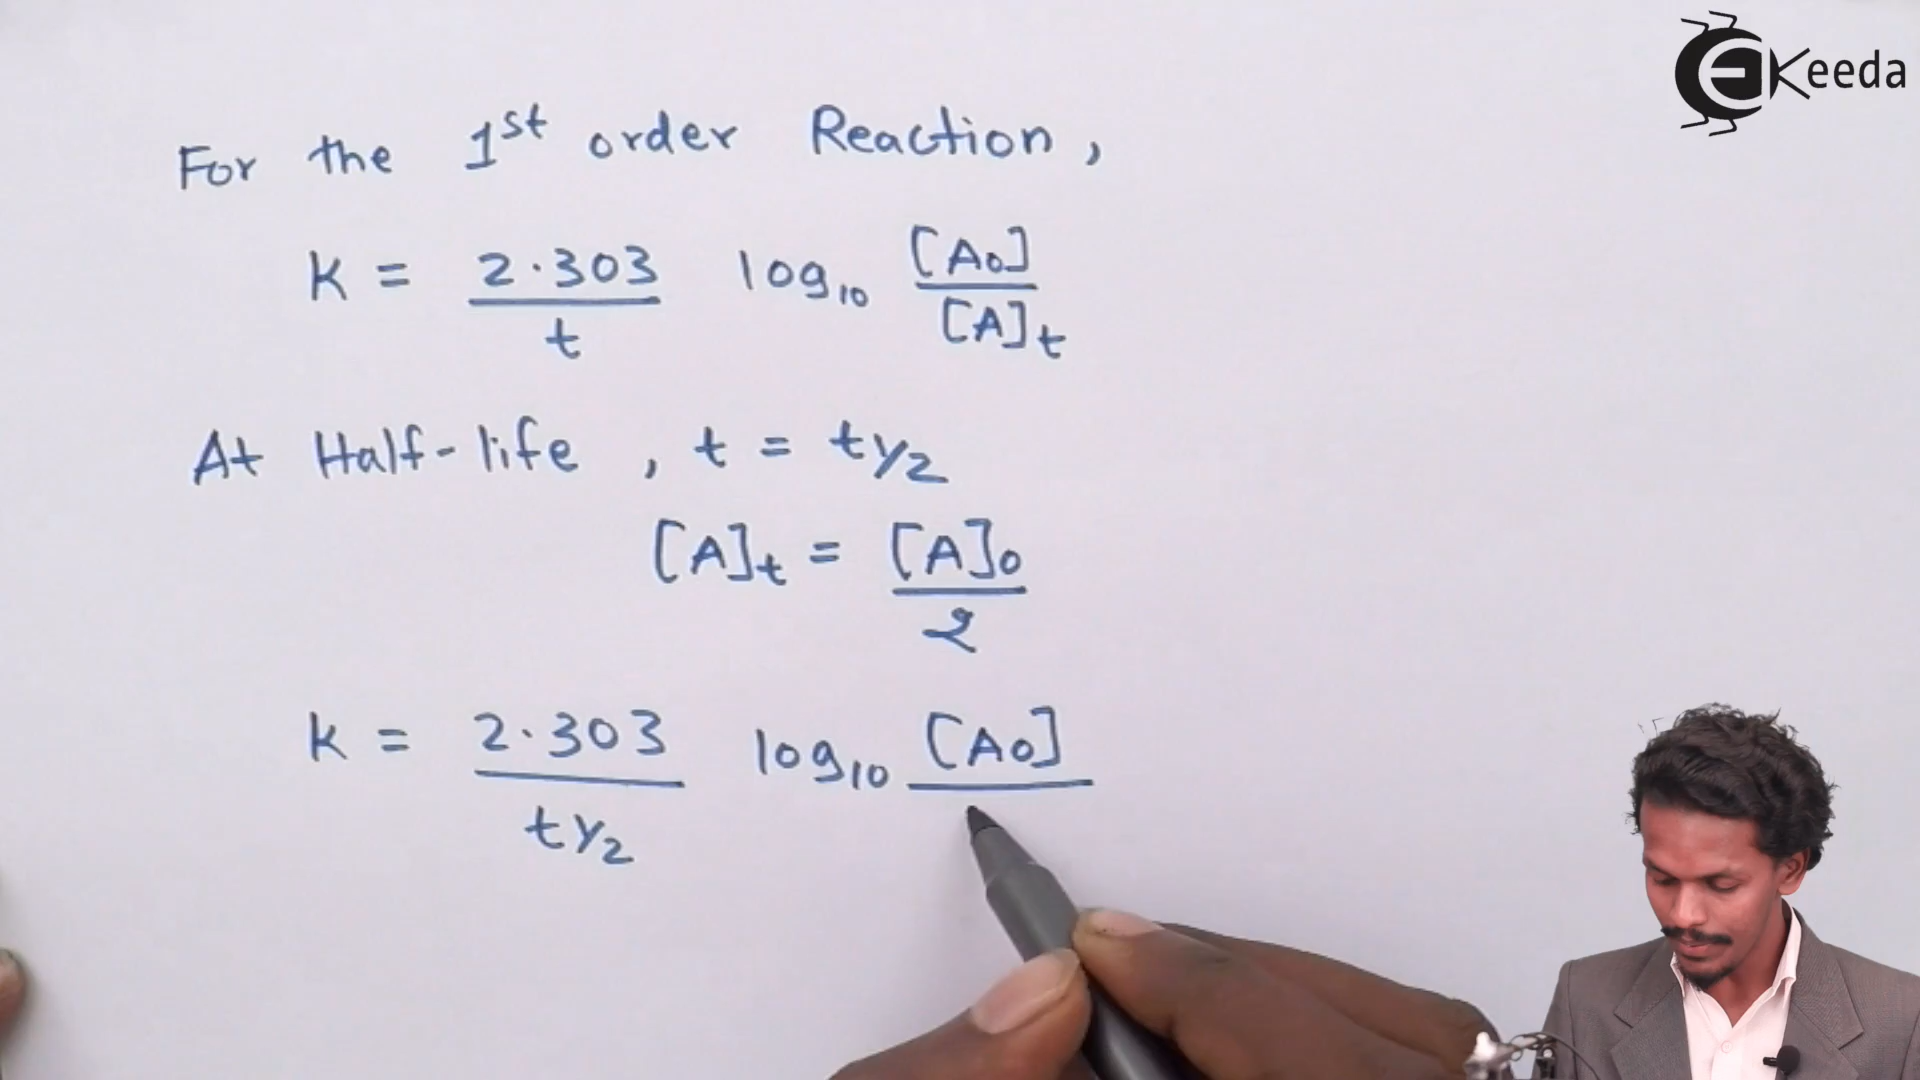 EKeeda
For the 1st order Reaction,
K = 2.303 / t log10 [A0] / [A]t
At Half-life, t = t1/2
[A]t = [A]0 / 2
K = 2.303 / t1/2 log10 [A0]